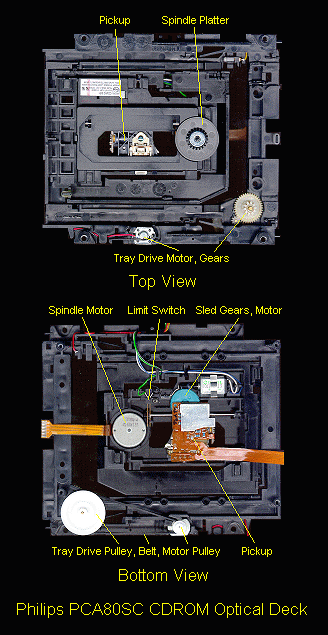 Pickup Spindle Platter
Tray Drive Motor, Gears
Top View
Spindle Motor Limit Switch Sled Gears, Motor
Tray Drive Pulley, Belt, Motor Pulley Pickup
Bottom View
Philips PCA80SC CDROM Optical Deck